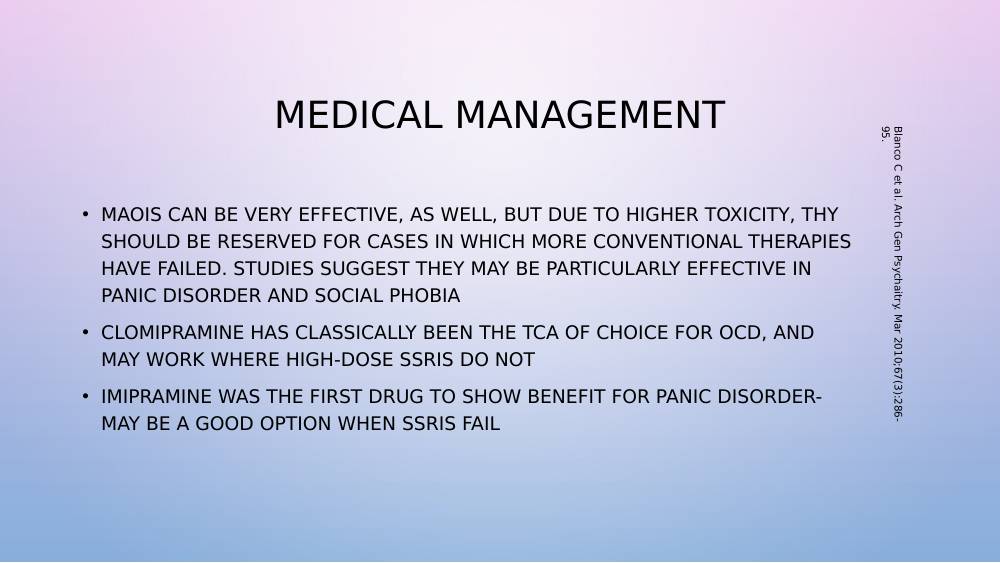 MEDICAL MANAGEMENT
• MAOIS CAN BE VERY EFFECTIVE, AS WELL, BUT DUE TO HIGHER TOXICITY, THY
SHOULD BE RESERVED FOR CASES IN WHICH MORE CONVENTIONAL THERAPIES
HAVE FAILED. STUDIES SUGGEST THEY MAY BE PARTICULARLY EFFECTIVE IN
PANIC DISORDER AND SOCIAL PHOBIA
• CLOMIPRAMINE HAS CLASSICALLY BEEN THE TCA OF CHOICE FOR OCD, AND
MAY WORK WHERE HIGH-DOSE SSRIS DO NOT
• IMIPRAMINE WAS THE FIRST DRUG TO SHOW BENEFIT FOR PANIC DISORDER-
MAY BE A GOOD OPTION WHEN SSRIS FAIL
Blanco C et al. Arch Gen Psychaitry. Mar 2010;67(3):286-
95.